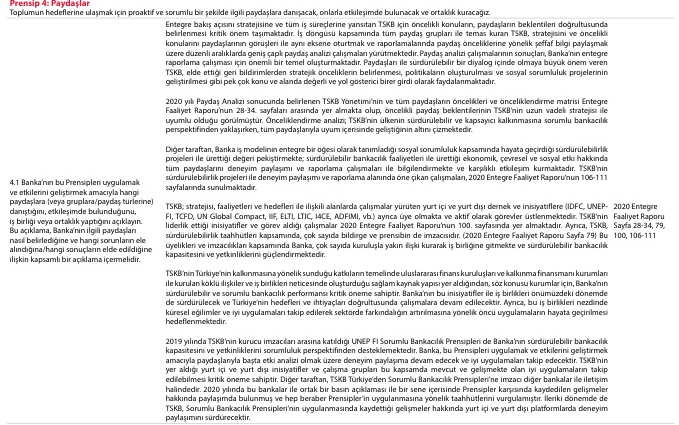 Prensip 4: Paydaşlar
Toplumun hedeflerine ulaşmak için proaktif ve sorumlu bir şekilde ilgili paydaşlara danışacak, onlarla etkileşimde bulunacak ve ortaklık kuracağız.
4.1 Banka'nın bu Prensipleri uygulamak
ve etkilerini geliştirmek amacıyla hangi
paydaşlara (veya gruplara/paydaş türlerine)
danıştığını, etkileşimde bulunduğunu,
iş birliği veya ortaklık yaptığını açıklayın.
Bu açıklama, Banka'nın ilgili paydaşları
nasıl belirlediğine ve hangi sorunların ele
alındığına/hangi sonuçların elde edildiğine
ilişkin kapsamlı bir açıklama içermelidir.
Entegre bakış açısını stratejisine ve tüm iş süreçlerine yansıtan TSKB için öncelikli konuların, paydaşların beklentileri doğrultusunda
belirlenmesi kritik önem taşımaktadır. İş döngüsü kapsamında tüm paydaş grupları ile temas kuran TSKB, stratejisini ve öncelikli
konularını paydaşlarının görüşleri ile aynı eksene oturtmak ve raporlamalarında paydaş önceliklerine yönelik şeffaf bilgi paylaşmak
üzere düzenli aralıklarda geniş çaplı paydaş analizi çalışmaları yürütmektedir. Paydaş analizi çalışmalarının sonuçları, Banka'nın entegre
raporlama çalışması için önemli bir temel oluşturmaktadır. Paydaşları ile sürdürülebilir bir diyalog içinde olmaya büyük önem veren
TSKB, elde ettiği geri bildirimlerden stratejik önceliklerin belirlenmesi, politikaların oluşturulması ve sosyal sorumluluk projelerinin
geliştirilmesi gibi pek çok konu ve alanda değerli ve yol gösterici birer girdi olarak faydalanmaktadır.
2020 yılı Paydaş Analizi sonucunda belirlenen TSKB Yönetimi'nin ve tüm paydaşların öncelikleri ve önceliklendirme matrisi Entegre
Faaliyet Raporu'nun 28-34. sayfaları arasında yer almakta olup, öncelikli paydaş beklentilerinin TSKB'nin uzun vadeli stratejisi ile
uyumlu olduğu görülmüştür. Önceliklendirme analizi; TSKB'nin ülkenin sürdürülebilir ve kapsayıcı kalkınmasına sorumlu bankacılık
perspektifinden yaklaşırken, tüm paydaşlarıyla uyum içerisinde geliştiğinin altını çizmektedir.
Diğer taraftan, Banka iş modelinin entegre bir öğesi olarak tanımladığı sosyal sorumluluk kapsamında hayata geçirdiği sürdürülebilirlik
projeleri ile ürettiği değeri pekiştirmekte; sürdürülebilir bankacılık faaliyetleri ile ürettiği ekonomik, çevresel ve sosyal etki hakkında
tüm paydaşlarını deneyim paylaşımı ve raporlama çalışmaları ile bilgilendirmekte ve karşılıklı etkileşim kurmaktadır. TSKB'nin
sürdürülebilirlik projeleri ile deneyim paylaşımı ve raporlama alanında öne çıkan çalışmaları, 2020 Entegre Faaliyet Raporu'nun 106-111
sayfalarında sunulmaktadır.
TSKB; stratejisi, faaliyetleri ve hedefleri ile ilişkili alanlarda çalışmalar yürüten yurt içi ve yurt dışı dernek ve inisiyatiflere (IDFC, UNEP-
FI, TCFD, UN Global Compact, IIF, ELTI, LTIC, I4CE, ADFIMI, vb.) ayrıca üye olmakta ve aktif olarak görevler üstlenmektedir. TSKB'nin
liderlik ettiği inisiyatifler ve görev aldığı çalışmalar 2020 Entegre Faaliyet Raporu'nun 100. sayfasında yer almaktadır. Ayrıca, TSKB,
sürdürülebilirlik taahhütleri kapsamında, çok sayıda bildirge ve prensibin de imzacısıdır. (2020 Entegre Faaliyet Raporu Sayfa 79) Bu
üyelikleri ve imzacılıkları kapsamında Banka, çok sayıda kuruluşla yakın ilişki kurarak iş birliğine gitmekte ve sürdürülebilir bankacılık
kapasitesini ve yetkinliklerini güçlendirmektedir.
TSKB'nin Türkiye'nin kalkınmasına yönelik sunduğu katkıların temelinde uluslararası finans kuruluşları ve kalkınma finansmanı kurumları
ile kurulan köklü ilişkiler ve iş birlikleri neticesinde oluşturduğu sağlam kaynak yapısı yer aldığından, söz konusu kurumlar için, Banka'nın
sürdürülebilir ve sorumlu bankacılık performansı kritik öneme sahiptir. Banka'nın bu inisiyatifler ile iş birlikleri önümüzdeki dönemde
de sürdürülecek ve Türkiye'nin hedefleri ve ihtiyaçları doğrultusunda çalışmalara devam edilecektir. Ayrıca, bu iş birlikleri nezdinde
küresel eğilimler ve iyi uygulamaları takip edilerek sektörde farkındalığın artırılmasına yönelik öncü uygulamaların hayata geçirilmesi
hedeflenmektedir.
2019 yılında TSKB'nin kurucu imzacıları arasına katıldığı UNEP FI Sorumlu Bankacılık Prensipleri de Banka'nın sürdürülebilir bankacılık
kapasitesini ve yetkinliklerini sorumluluk perspektifinden desteklemektedir. Banka, bu Prensipleri uygulamak ve etkilerini geliştirmek
amacıyla paydaşlarıyla başta etki analizi olmak üzere deneyim paylaşıma devam edecek ve iyi uygulamaları takip edecektir. TSKB'nin
yer aldığı yurt içi ve yurt dışı inisiyatifler ve çalışma grupları bu kapsamda mevcut ve gelişmekte olan iyi uygulamaların takip
edilebilmesi kritik öneme sahiptir. Diğer taraftan, TSKB Türkiye'den Sorumlu Bankacılık Prensipleri'ne imzacı diğer bankalar ile iletişim
halindedir. 2020 yılında bu bankalar ile ortak bir basın açıklaması ile bir sene içerisinde Prensipler karşısında kaydedilen gelişmeler
hakkında paylaşımda bulunmuş ve hep beraber Prensipler'in uygulanmasına yönelik taahhütlerini vurgulamıştır. İleriki dönemde de
TSKB, Sorumlu Bankacılık Prensipleri'nin uygulanmasında kaydettiği gelişmeler hakkında yurt içi ve yurt dışı platformlarda deneyim
paylaşımını sürdürecektir.
2020 Entegre
Faaliyet Raporu
Sayfa 28-34, 79,
100, 106-111